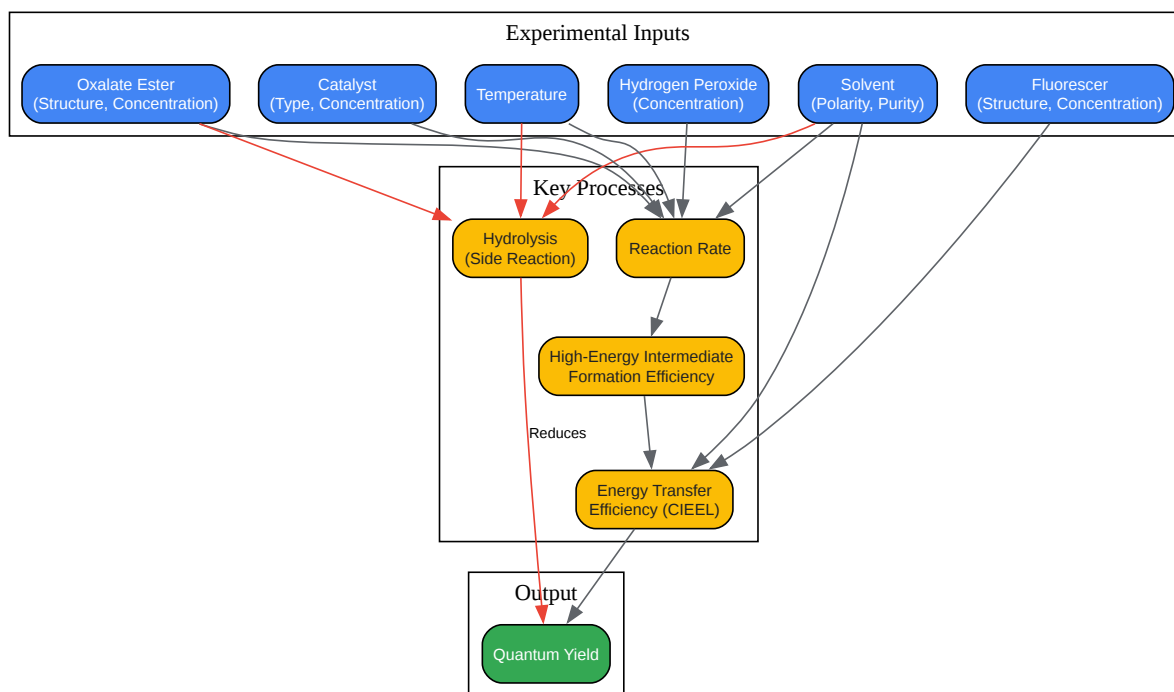 Experimental Inputs
Oxalate Ester
(Structure, Concentration)
Catalyst
(Type, Concentration)
Temperature
Hydrogen Peroxide
(Concentration)
Solvent
(Polarity, Purity)
Fluorescer
(Structure, Concentration)
Key Processes
Hydrolysis
(Side Reaction)
Reaction Rate
High-Energy Intermediate
Formation Efficiency
Reduces
Energy Transfer
Efficiency (CIEEL)
Output
Quantum Yield